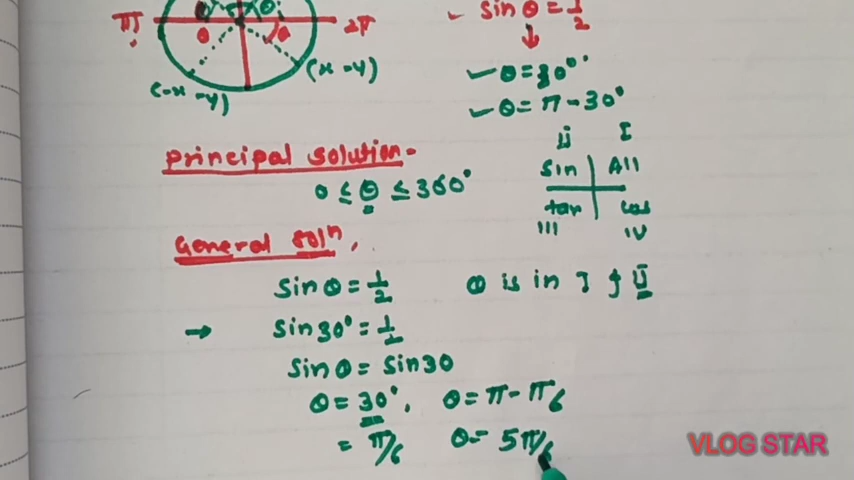 sin θ = 1/2
π 2π
θ θ θ
(x -y)
(-x -y)
θ = 30°
θ = π - 30°
Principal solution.
0 ≤ θ ≤ 360°
II I
sin All
tan cos
III IV
General solⁿ.
sin θ = 1/2 θ is in I & II
→ sin 30° = 1/2
sin θ = sin 30
θ = 30°, θ = π - π/6
= π/6 θ = 5π/6
VLOG STAR